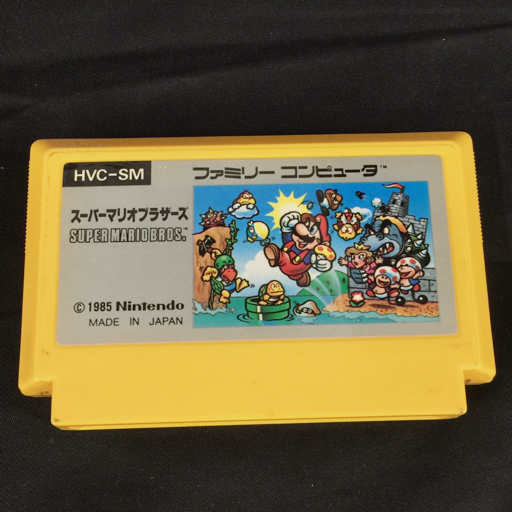 HVC-SM
ファミリー コンピュータ™
スーパーマリオブラザーズ
SUPER MARIO BROS.™
© 1985 Nintendo
MADE IN JAPAN